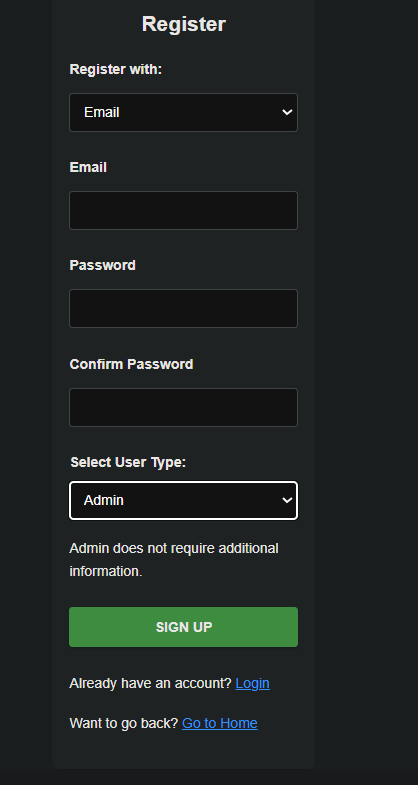 Register
Register with:
Email
Email
Password
Confirm Password
Select User Type:
Admin
Admin does not require additional
information.
SIGN UP
Already have an account? Login
Want to go back? Go to Home